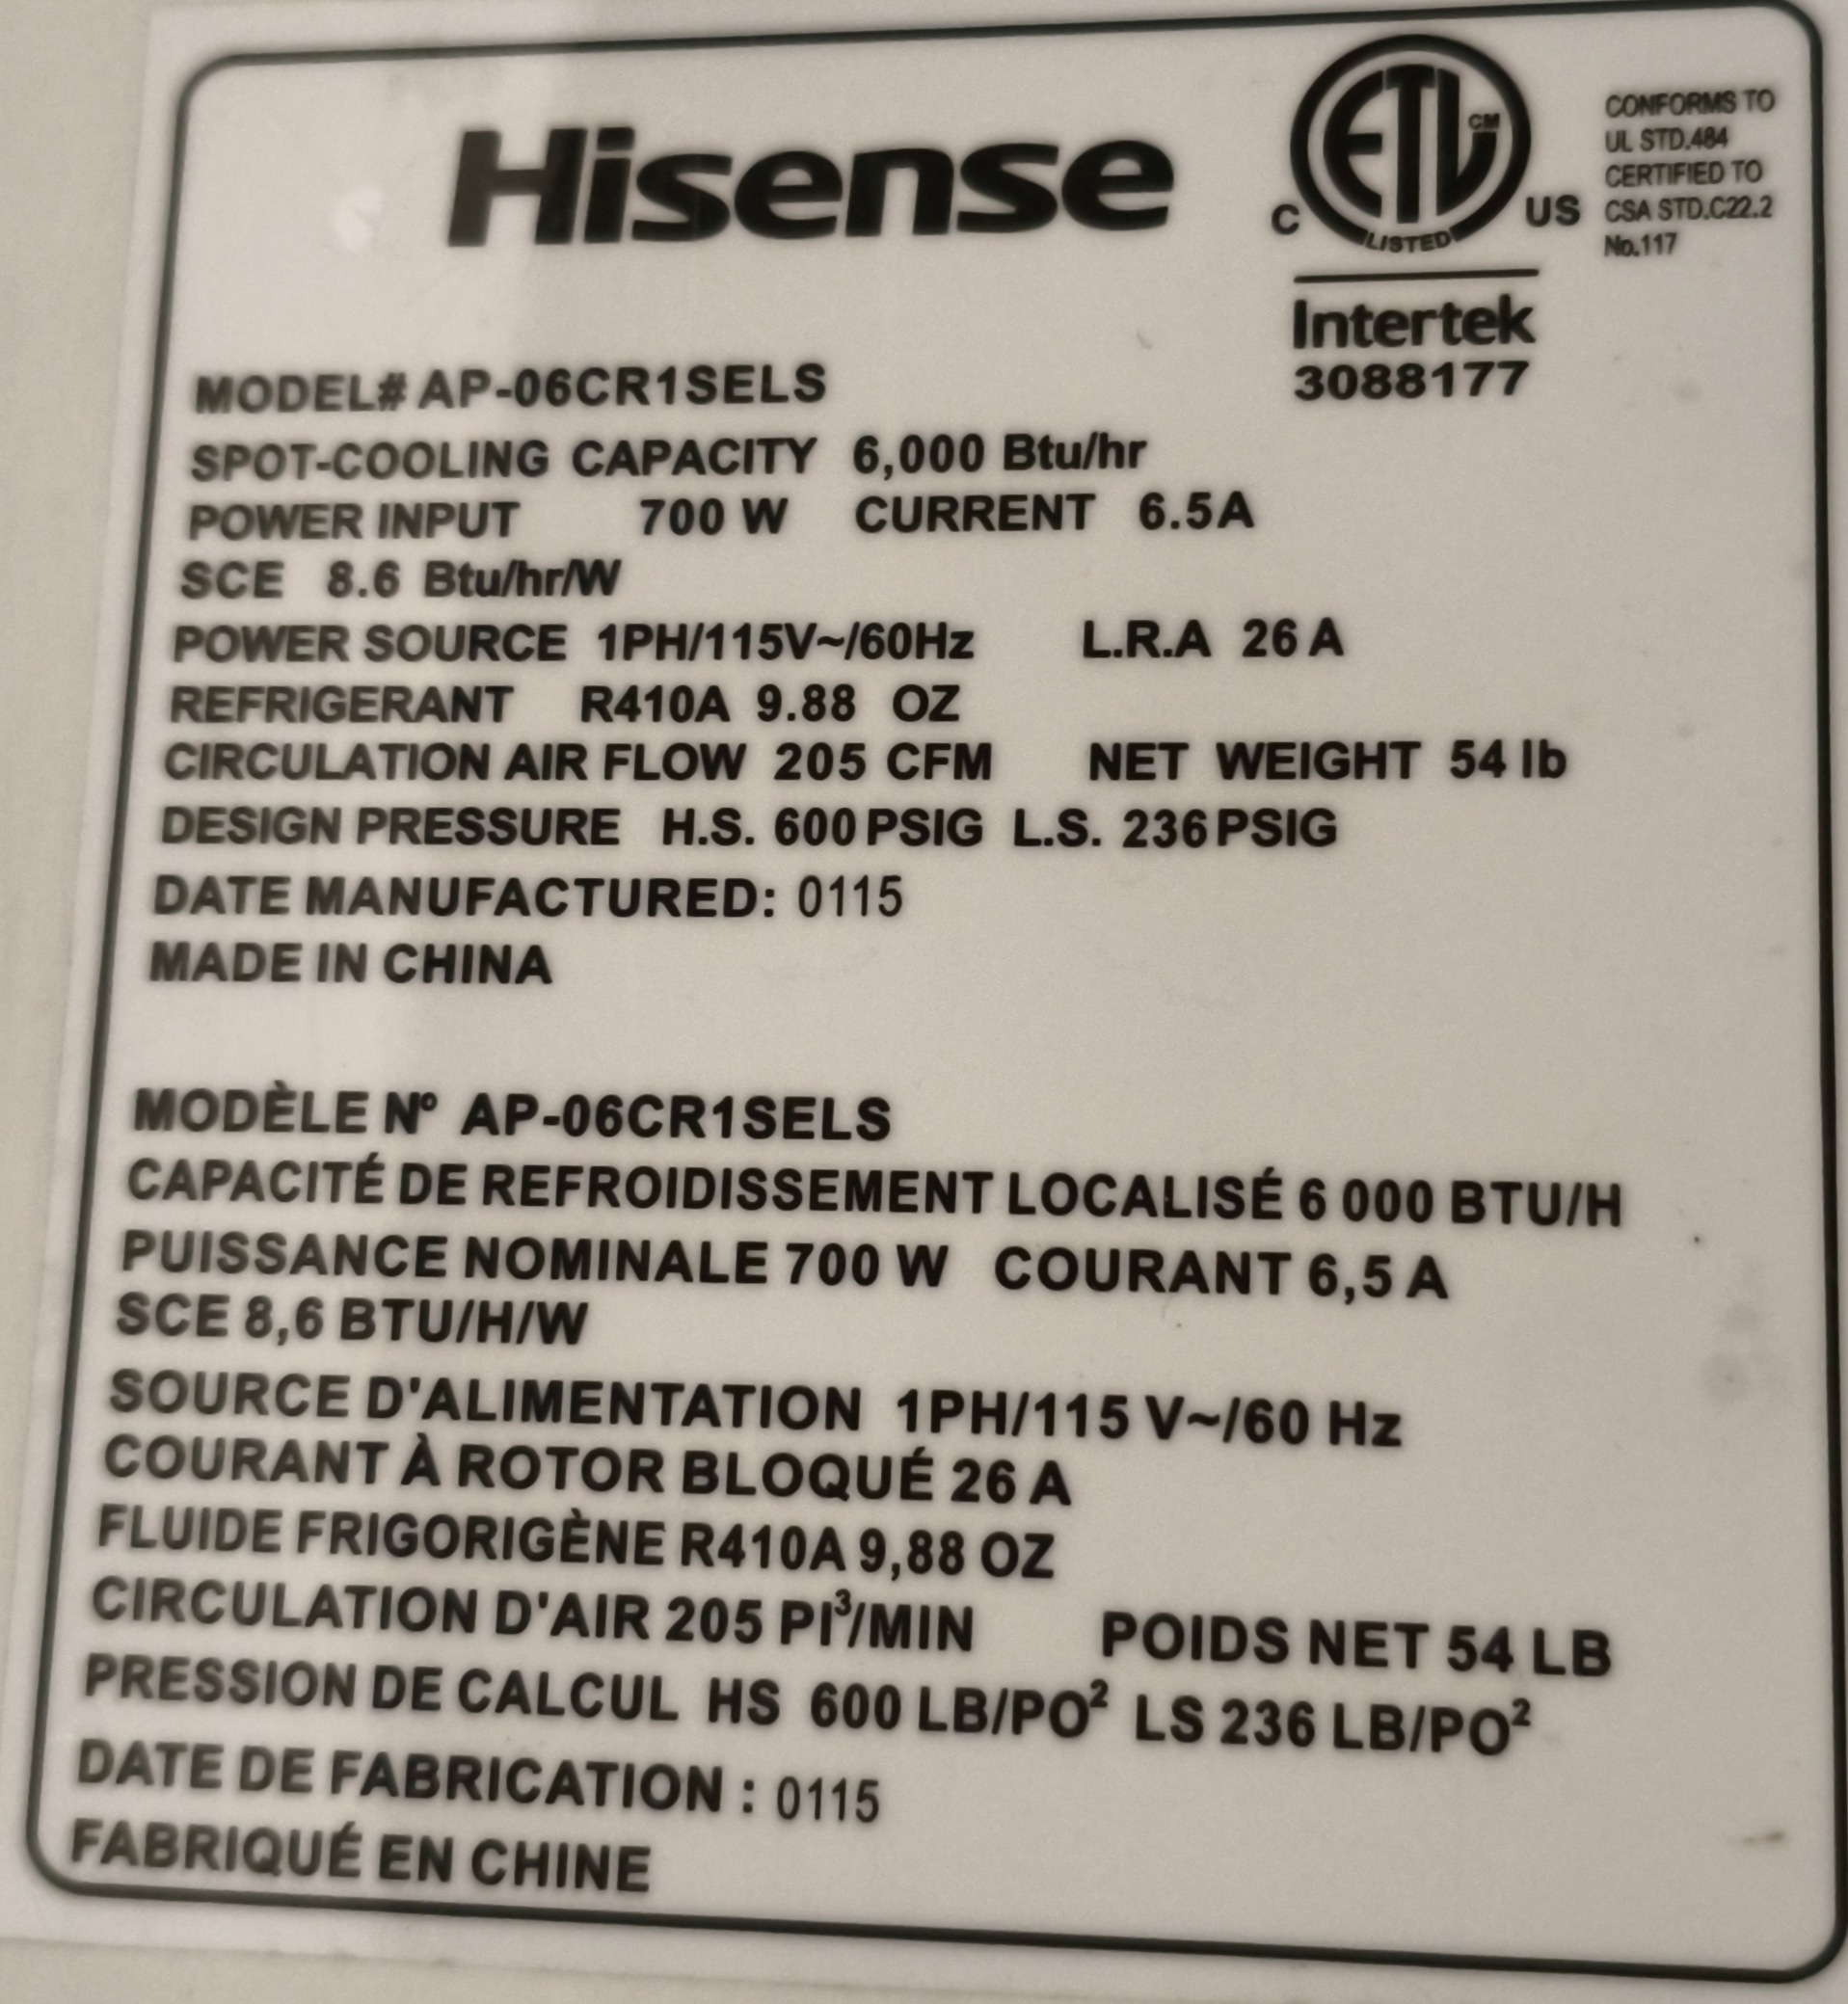 Hisense
C ETL CM US
LISTED
Intertek
3088177
CONFORMS TO
UL STD.484
CERTIFIED TO
CSA STD.C22.2
No.117
MODEL# AP-06CR1SELS
SPOT-COOLING CAPACITY 6,000 Btu/hr
POWER INPUT 700 W CURRENT 6.5A
SCE 8.6 Btu/hr/W
POWER SOURCE 1PH/115V~/60Hz L.R.A 26 A
REFRIGERANT R410A 9.88 OZ
CIRCULATION AIR FLOW 205 CFM NET WEIGHT 54 lb
DESIGN PRESSURE H.S. 600 PSIG L.S. 236 PSIG
DATE MANUFACTURED: 0115
MADE IN CHINA
MODÈLE Nº AP-06CR1SELS
CAPACITÉ DE REFROIDISSEMENT LOCALISÉ 6 000 BTU/H
PUISSANCE NOMINALE 700 W COURANT 6,5 A
SCE 8,6 BTU/H/W
SOURCE D'ALIMENTATION 1PH/115 V~/60 Hz
COURANT À ROTOR BLOQUÉ 26 A
FLUIDE FRIGORIGÈNE R410A 9,88 OZ
CIRCULATION D'AIR 205 PI³/MIN POIDS NET 54 LB
PRESSION DE CALCUL HS 600 LB/PO² LS 236 LB/PO²
DATE DE FABRICATION : 0115
FABRIQUÉ EN CHINE